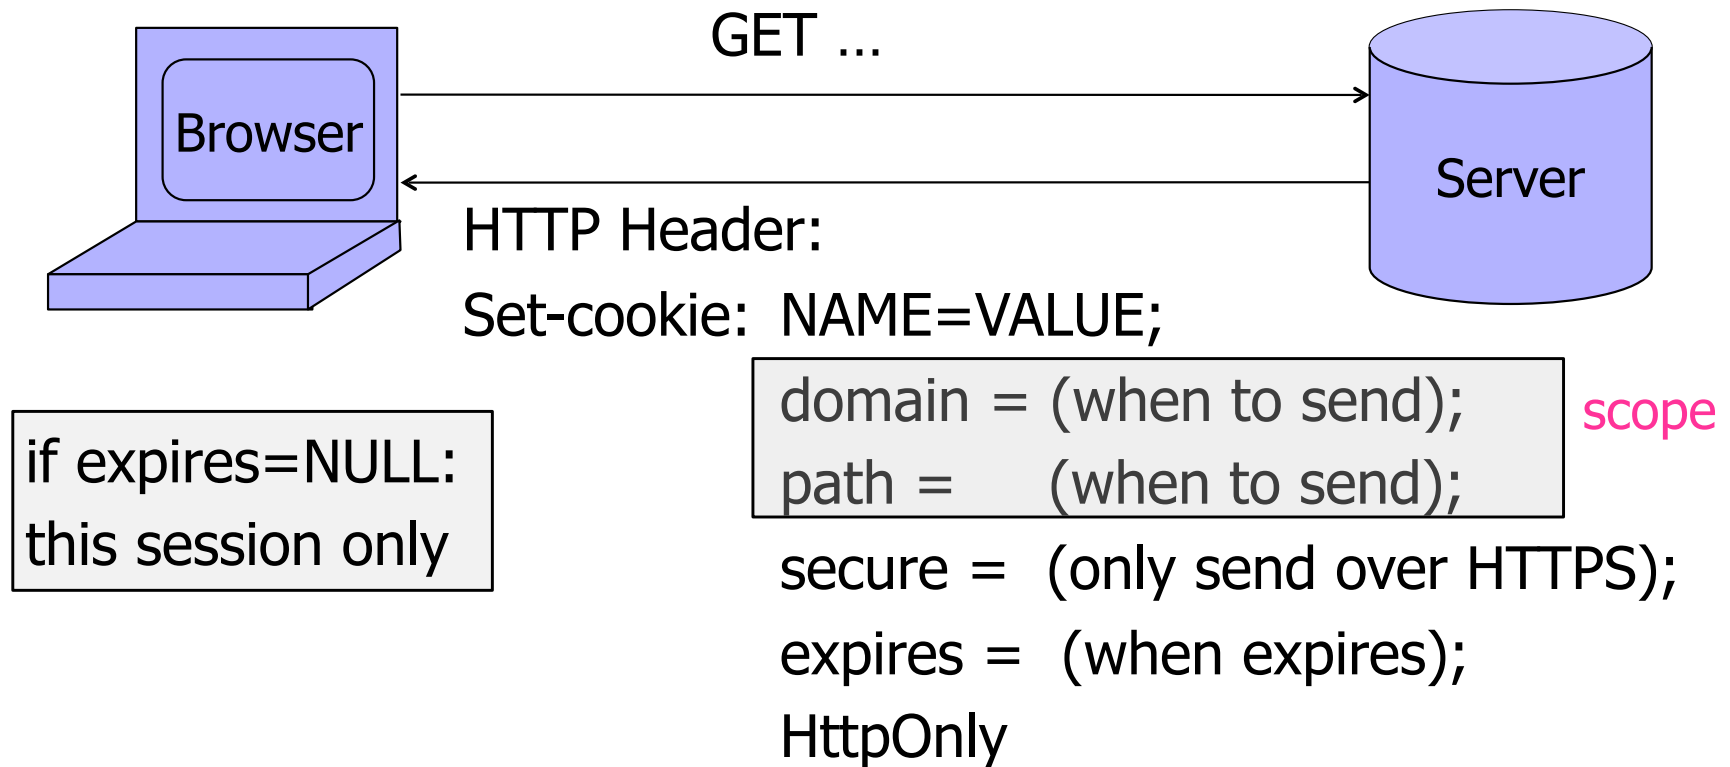 GET ...
Browser
Server
HTTP Header:
Set-cookie: NAME=VALUE;
domain = (when to send);
scope
path = (when to send);
if expires=NULL:
this session only
secure = (only send over HTTPS);
expires = (when expires);
HttpOnly